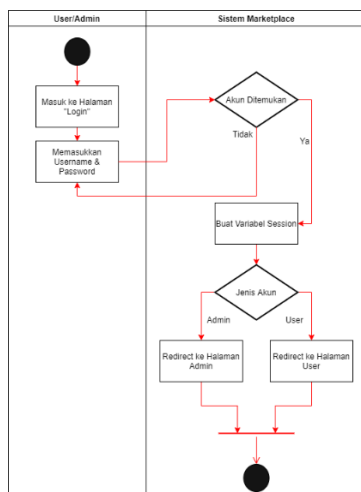 User/Admin
Sistem Marketplace
Masuk ke Halaman
"Login"
Akun Ditemukan
Tidak
Ya
Memasukkan
Username &
Password
Buat Variabel Session
Jenis Akun
Admin
User
Redirect ke Halaman
Admin
Redirect ke Halaman
User